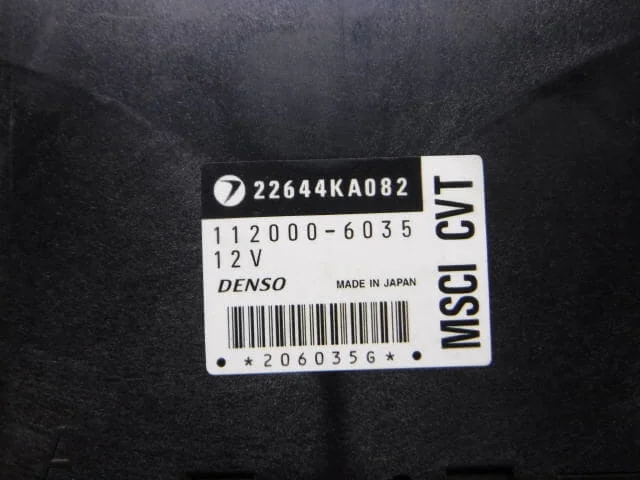 22644KA082
112000-6035
12V
DENSO MADE IN JAPAN
*206035G*
MSCI CVT